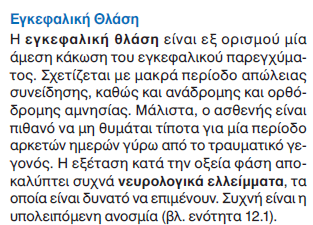 Εγκεφαλική Θλάση
Η εγκεφαλική θλάση είναι εξ ορισμού μία
άμεση κάκωση του εγκεφαλικού παρεγχύμα-
τος. Σχετίζεται με μακρά περίοδο απώλειας
συνείδησης, καθώς και ανάδρομης και ορθό-
δρομης αμνησίας. Μάλιστα, ο ασθενής είναι
πιθανό να μη θυμάται τίποτα για μία περίοδο
αρκετών ημερών γύρω από το τραυματικό γε-
γονός. Η εξέταση κατά την οξεία φάση απο-
καλύπτει συχνά νευρολογικά ελλείμματα, τα
οποία είναι δυνατό να επιμένουν. Συχνή είναι η
υπολειπόμενη ανοσμία (βλ. ενότητα 12.1).